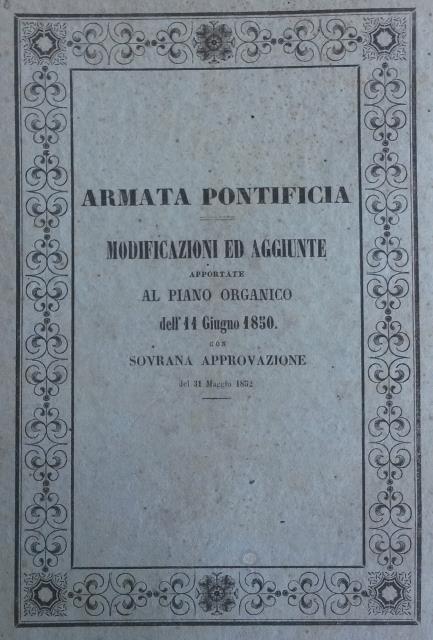 ARMATA PONTIFICIA
MODIFICAZIONI ED AGGIUNTE
APPORTATE
AL PIANO ORGANICO
dell' 11 Giugno 1850.
CON
SOVRANA APPROVAZIONE
del 31 Maggio 1852